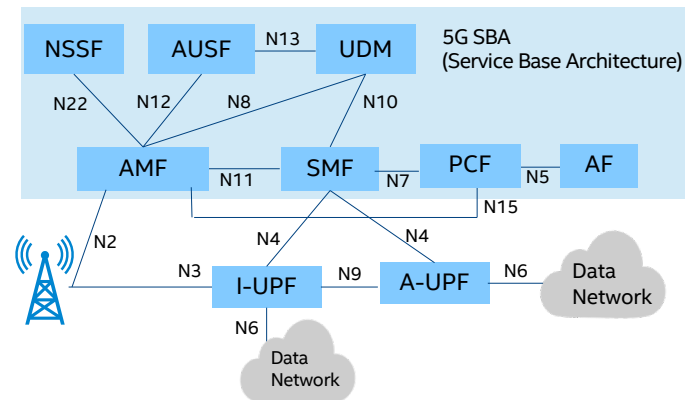 NSSF
AUSF
N13
UDM
5G SBA
(Service Base Architecture)
N22
N12
N8
N10
AMF
N11
SMF
N7
PCF
N5
AF
N15
N2
N4
N4
N3
I-UPF
N9
A-UPF
N6
Data
Network
N6
Data
Network